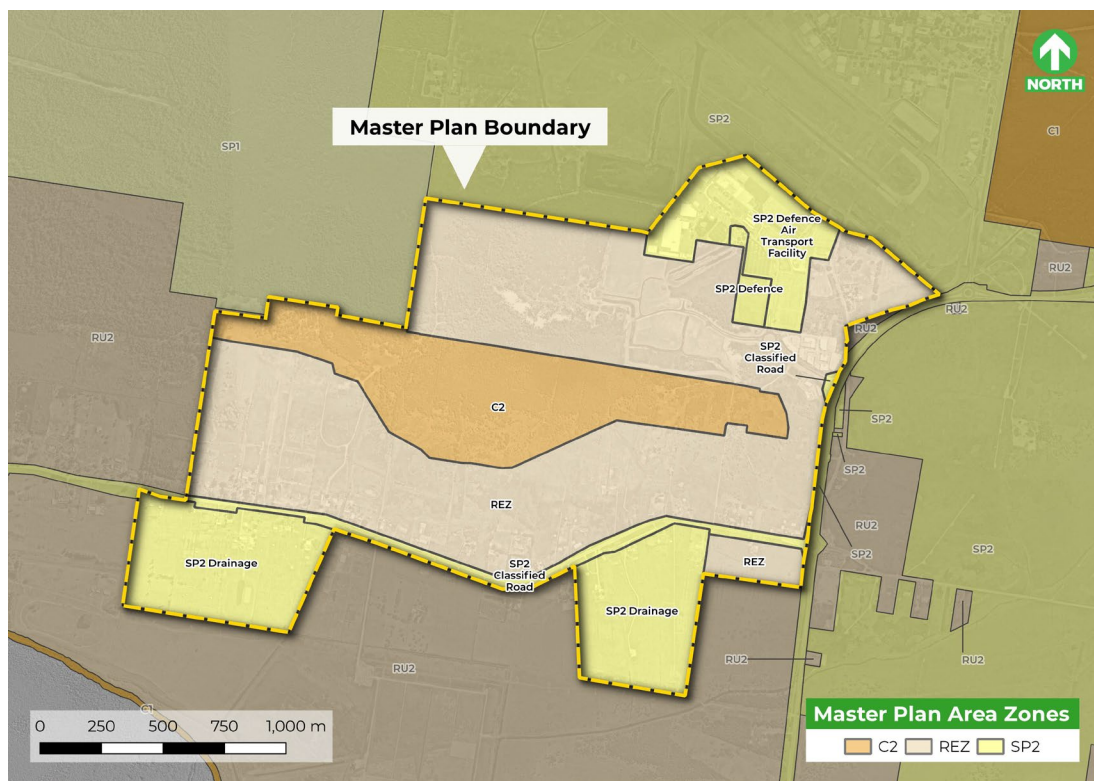 NORTH
SP2
Master Plan Boundary
C1
SP1
SP2 Defence
Air
Transport
Facility
RU2
SP2 Defence
RU2
RU2
RU2
SP2
Classified
Road
C2
SP2
SP2
REZ
RU2
SP2
SP2
REZ
SP2 Drainage
SP2
Classified
Road
SP2 Drainage
RU2
RU2
RU2
C1
0 250 500 750 1,000 m
Master Plan Area Zones
C2 REZ SP2